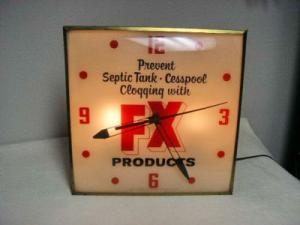 12
Prevent
Septic Tank • Cesspool
Clogging with
9 FX 3
PRODUCTS
6